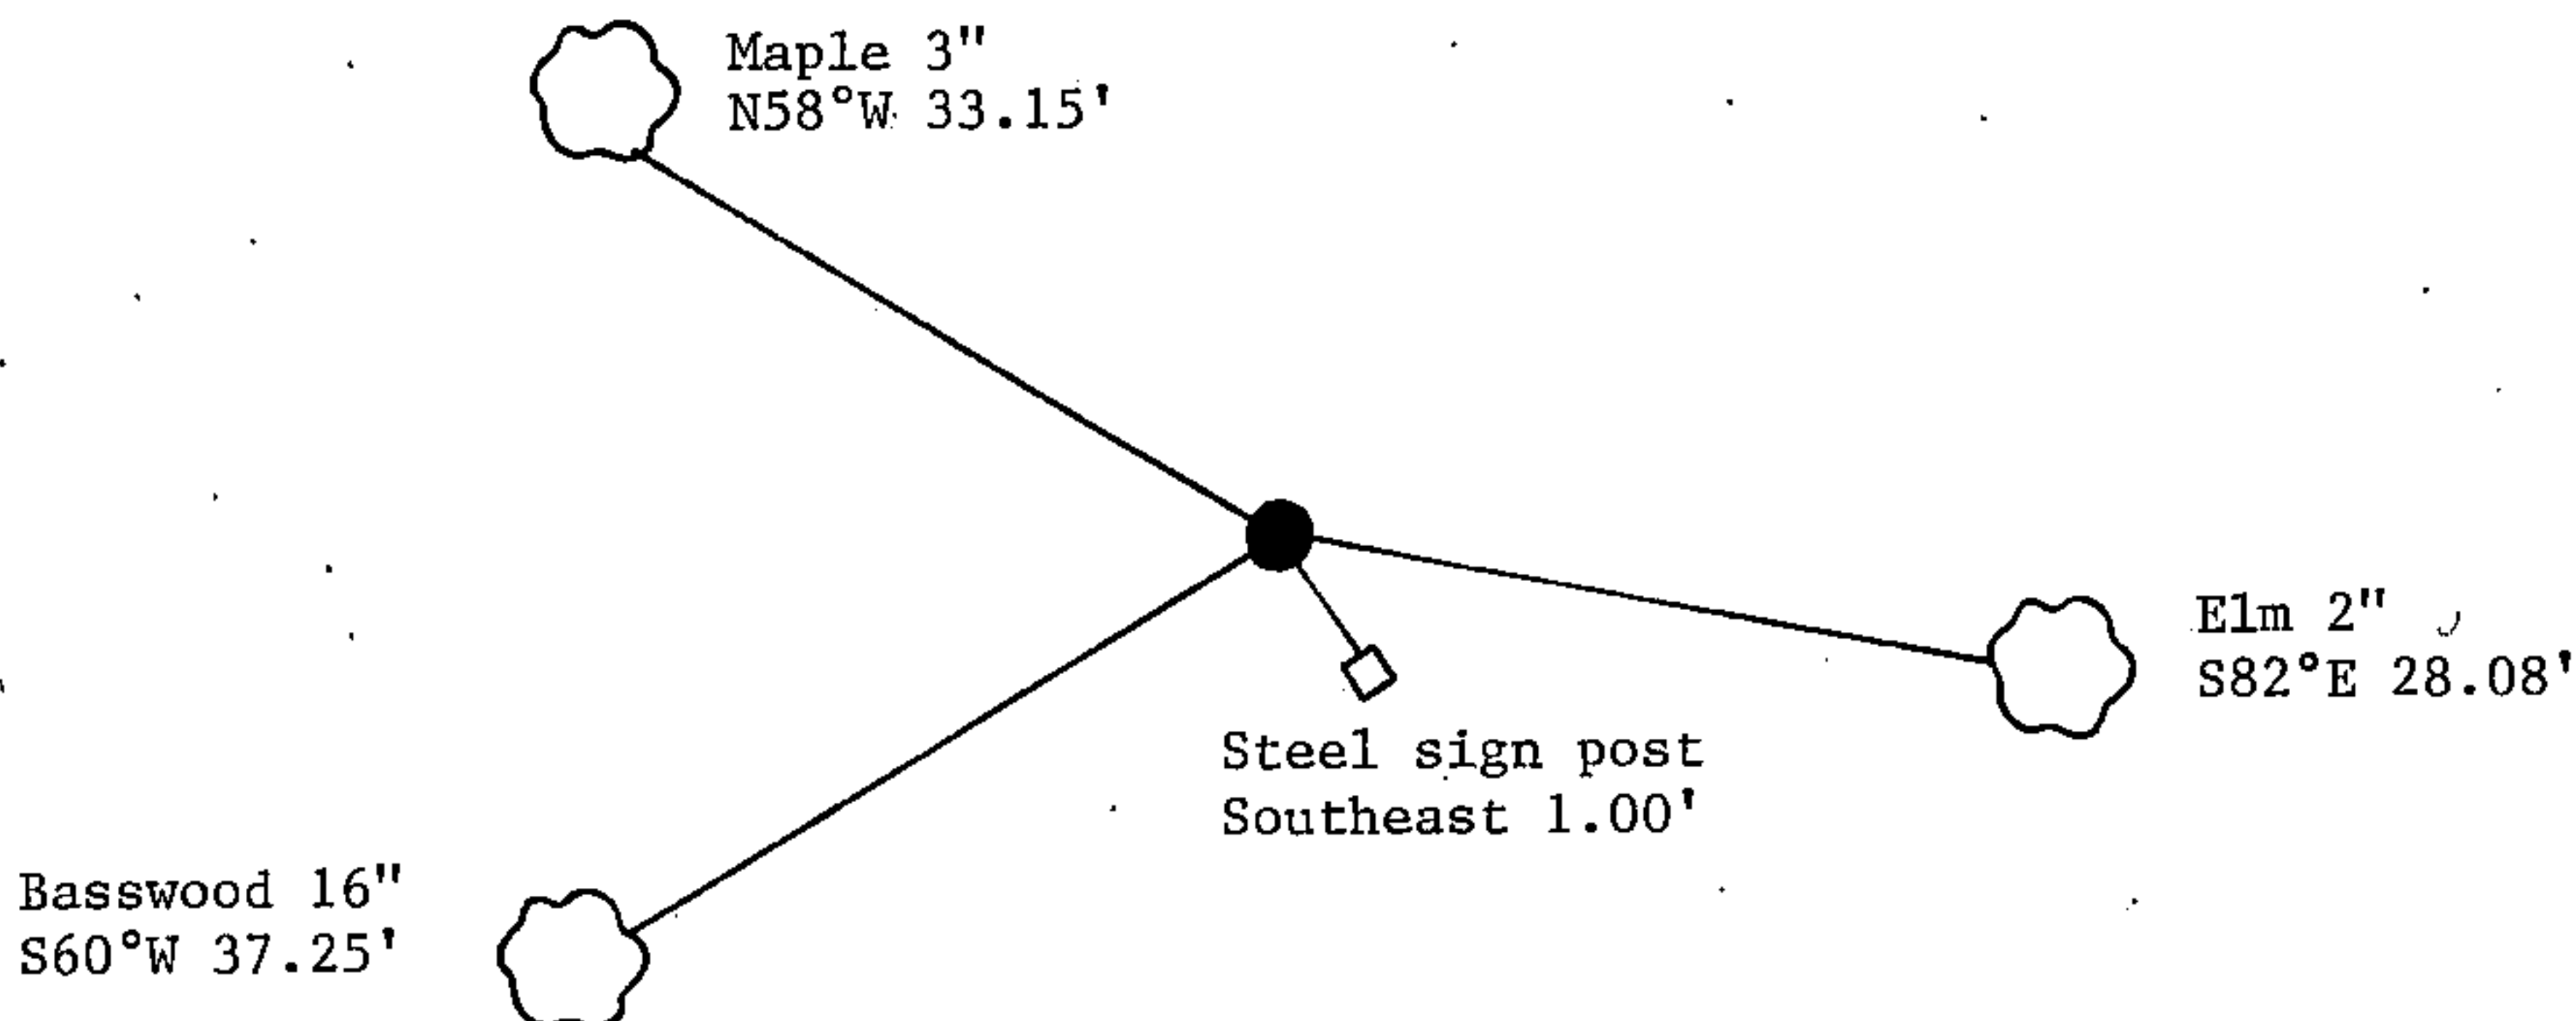 Maple 3"
N58°W 33.15'
Elm 2"
S82°E 28.08'
Steel sign post
Southeast 1.00'
Basswood 16"
S60°W 37.25'